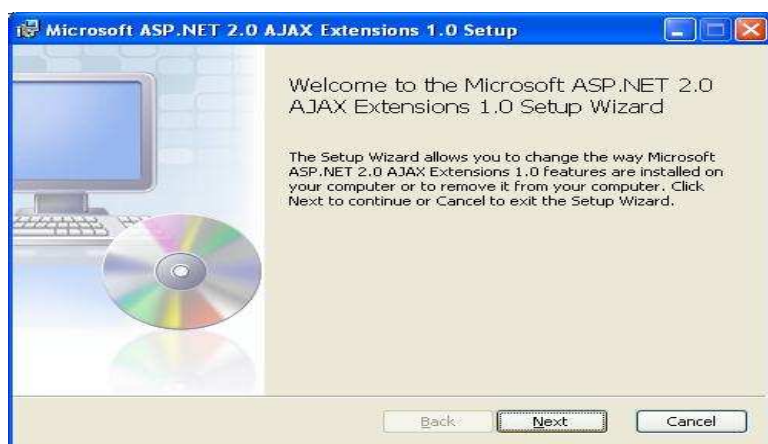 Microsoft ASP.NET 2.0 AJAX Extensions 1.0 Setup
Welcome to the Microsoft ASP.NET 2.0
AJAX Extensions 1.0 Setup Wizard
The Setup Wizard allows you to change the way Microsoft
ASP.NET 2.0 AJAX Extensions 1.0 features are installed on
your computer or to remove it from your computer. Click
Next to continue or Cancel to exit the Setup Wizard.
Back Next Cancel